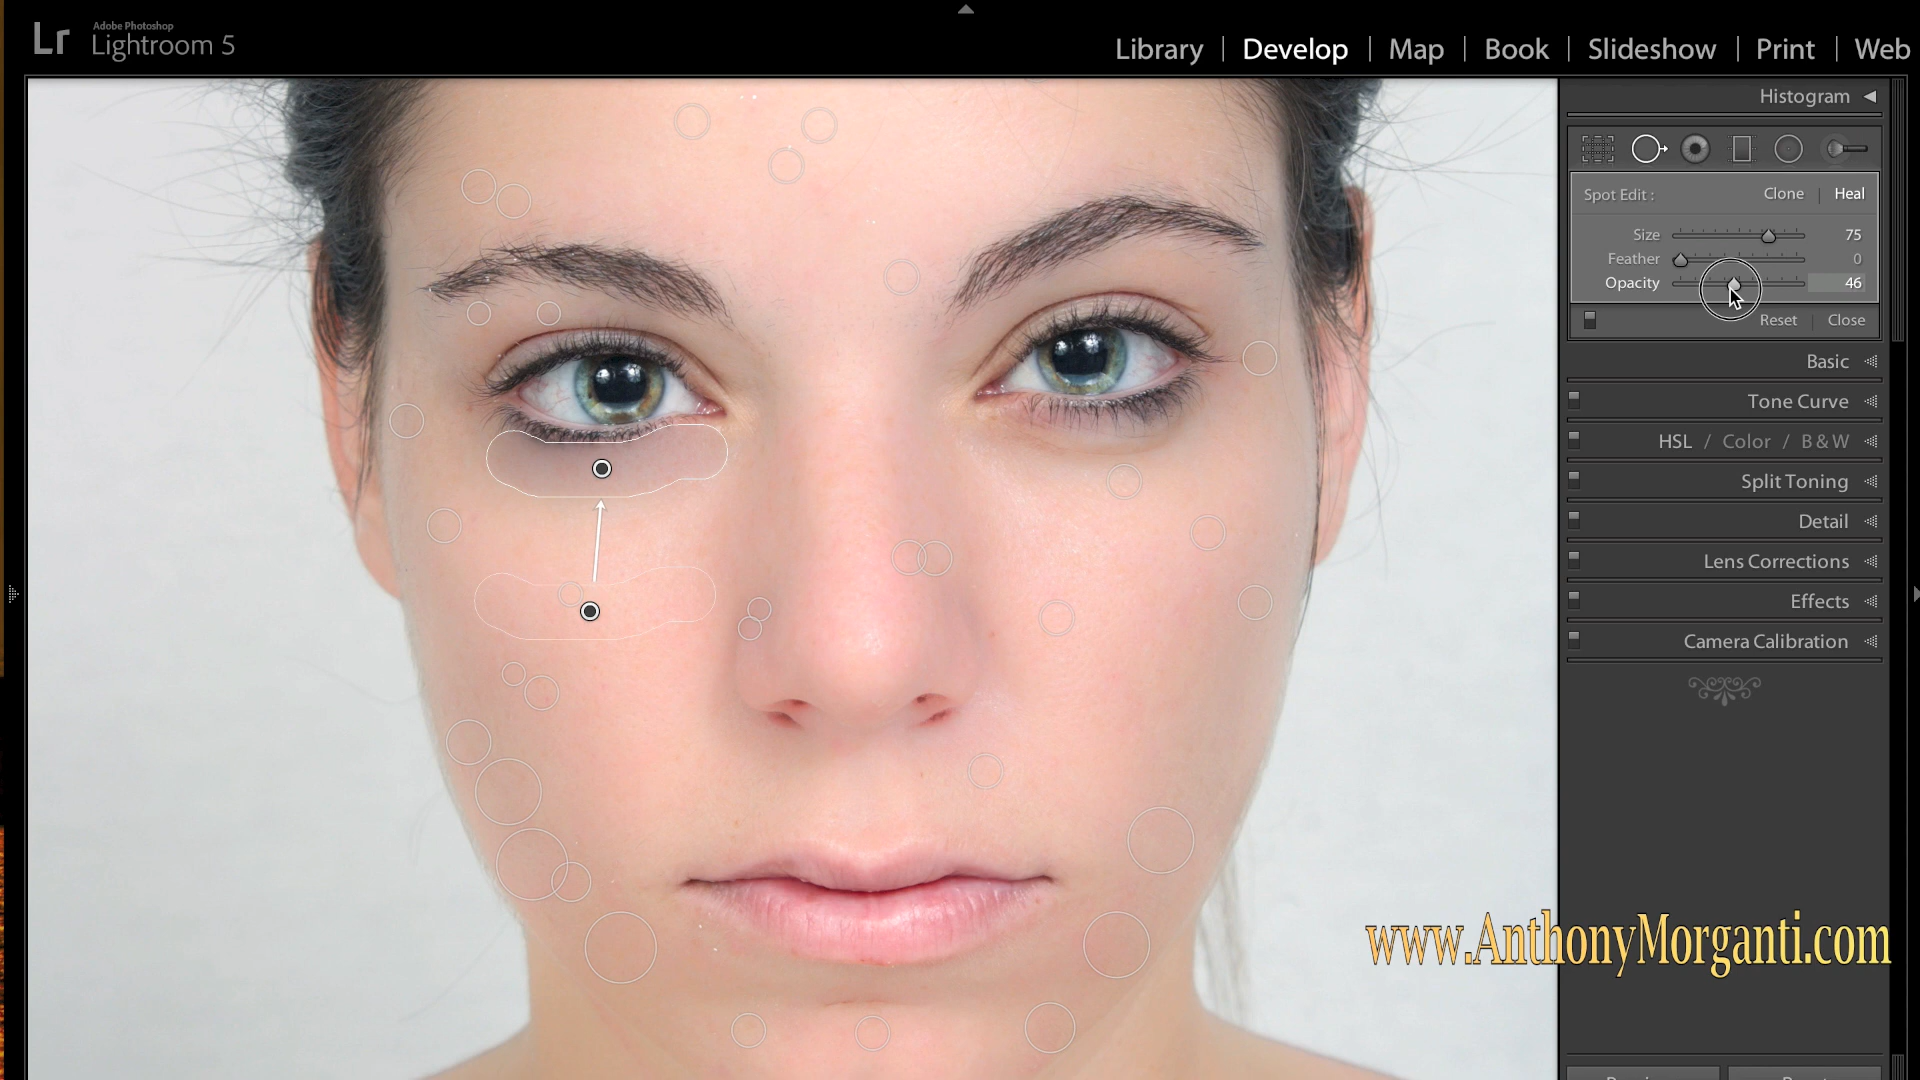 Lr
Adobe Photoshop
Lightroom 5
Library | Develop | Map | Book | Slideshow | Print | Web
Histogram
Spot Edit : Clone | Heal
Size 75
Feather 0
Opacity 46
Reset | Close
Basic
Tone Curve
HSL / Color / B & W
Split Toning
Detail
Lens Corrections
Effects
Camera Calibration
www.AnthonyMorganti.com